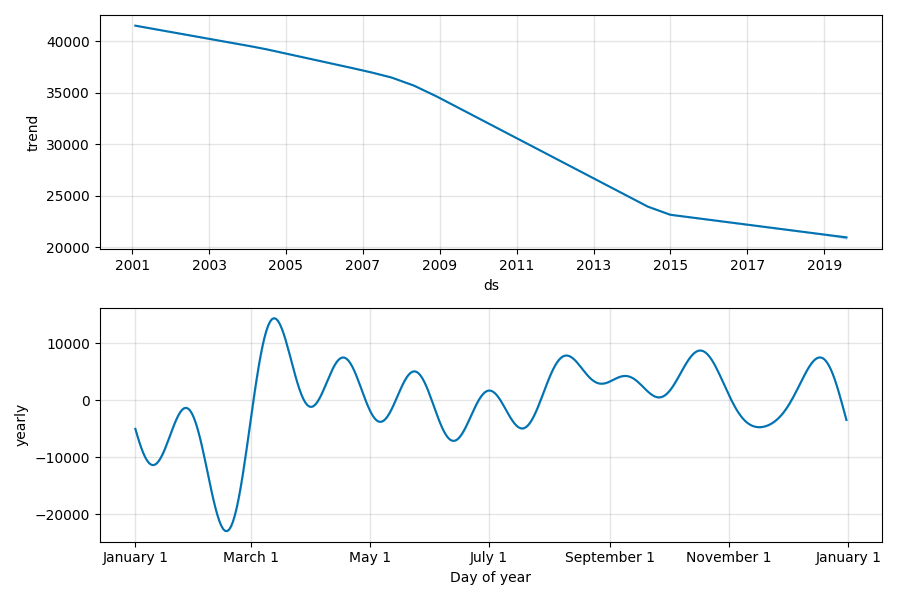 40000
35000
30000
25000
20000
trend
2001 2003 2005 2007 2009 2011 2013 2015 2017 2019
ds
10000
0
−10000
−20000
yearly
January 1 March 1 May 1 July 1 September 1 November 1 January 1
Day of year